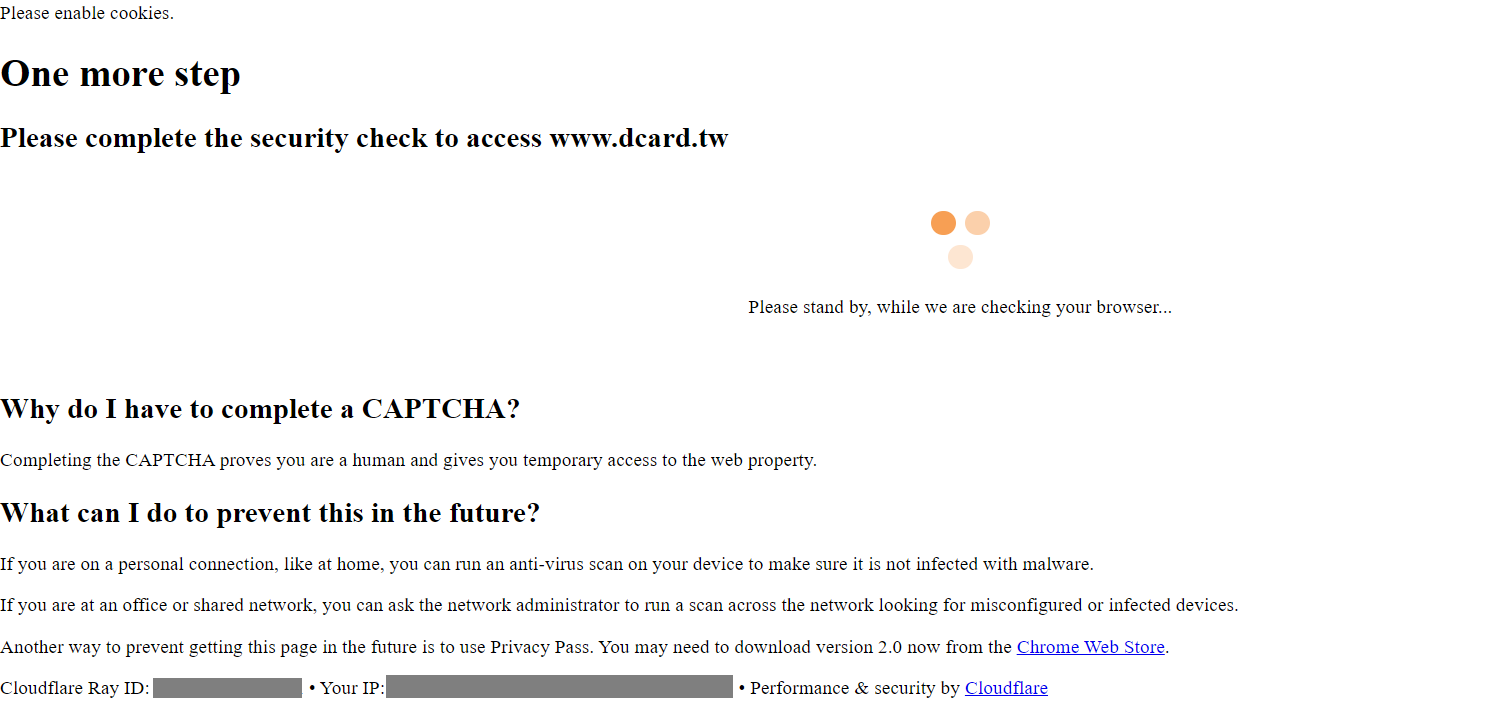 Please enable cookies.
One more step
Please complete the security check to access www.dcard.tw
Please stand by, while we are checking your browser...
Why do I have to complete a CAPTCHA?
Completing the CAPTCHA proves you are a human and gives you temporary access to the web property.
What can I do to prevent this in the future?
If you are on a personal connection, like at home, you can run an anti-virus scan on your device to make sure it is not infected with malware.
If you are at an office or shared network, you can ask the network administrator to run a scan across the network looking for misconfigured or infected devices.
Another way to prevent getting this page in the future is to use Privacy Pass. You may need to download version 2.0 now from the Chrome Web Store.
Cloudflare Ray ID: • Your IP: • Performance & security by Cloudflare